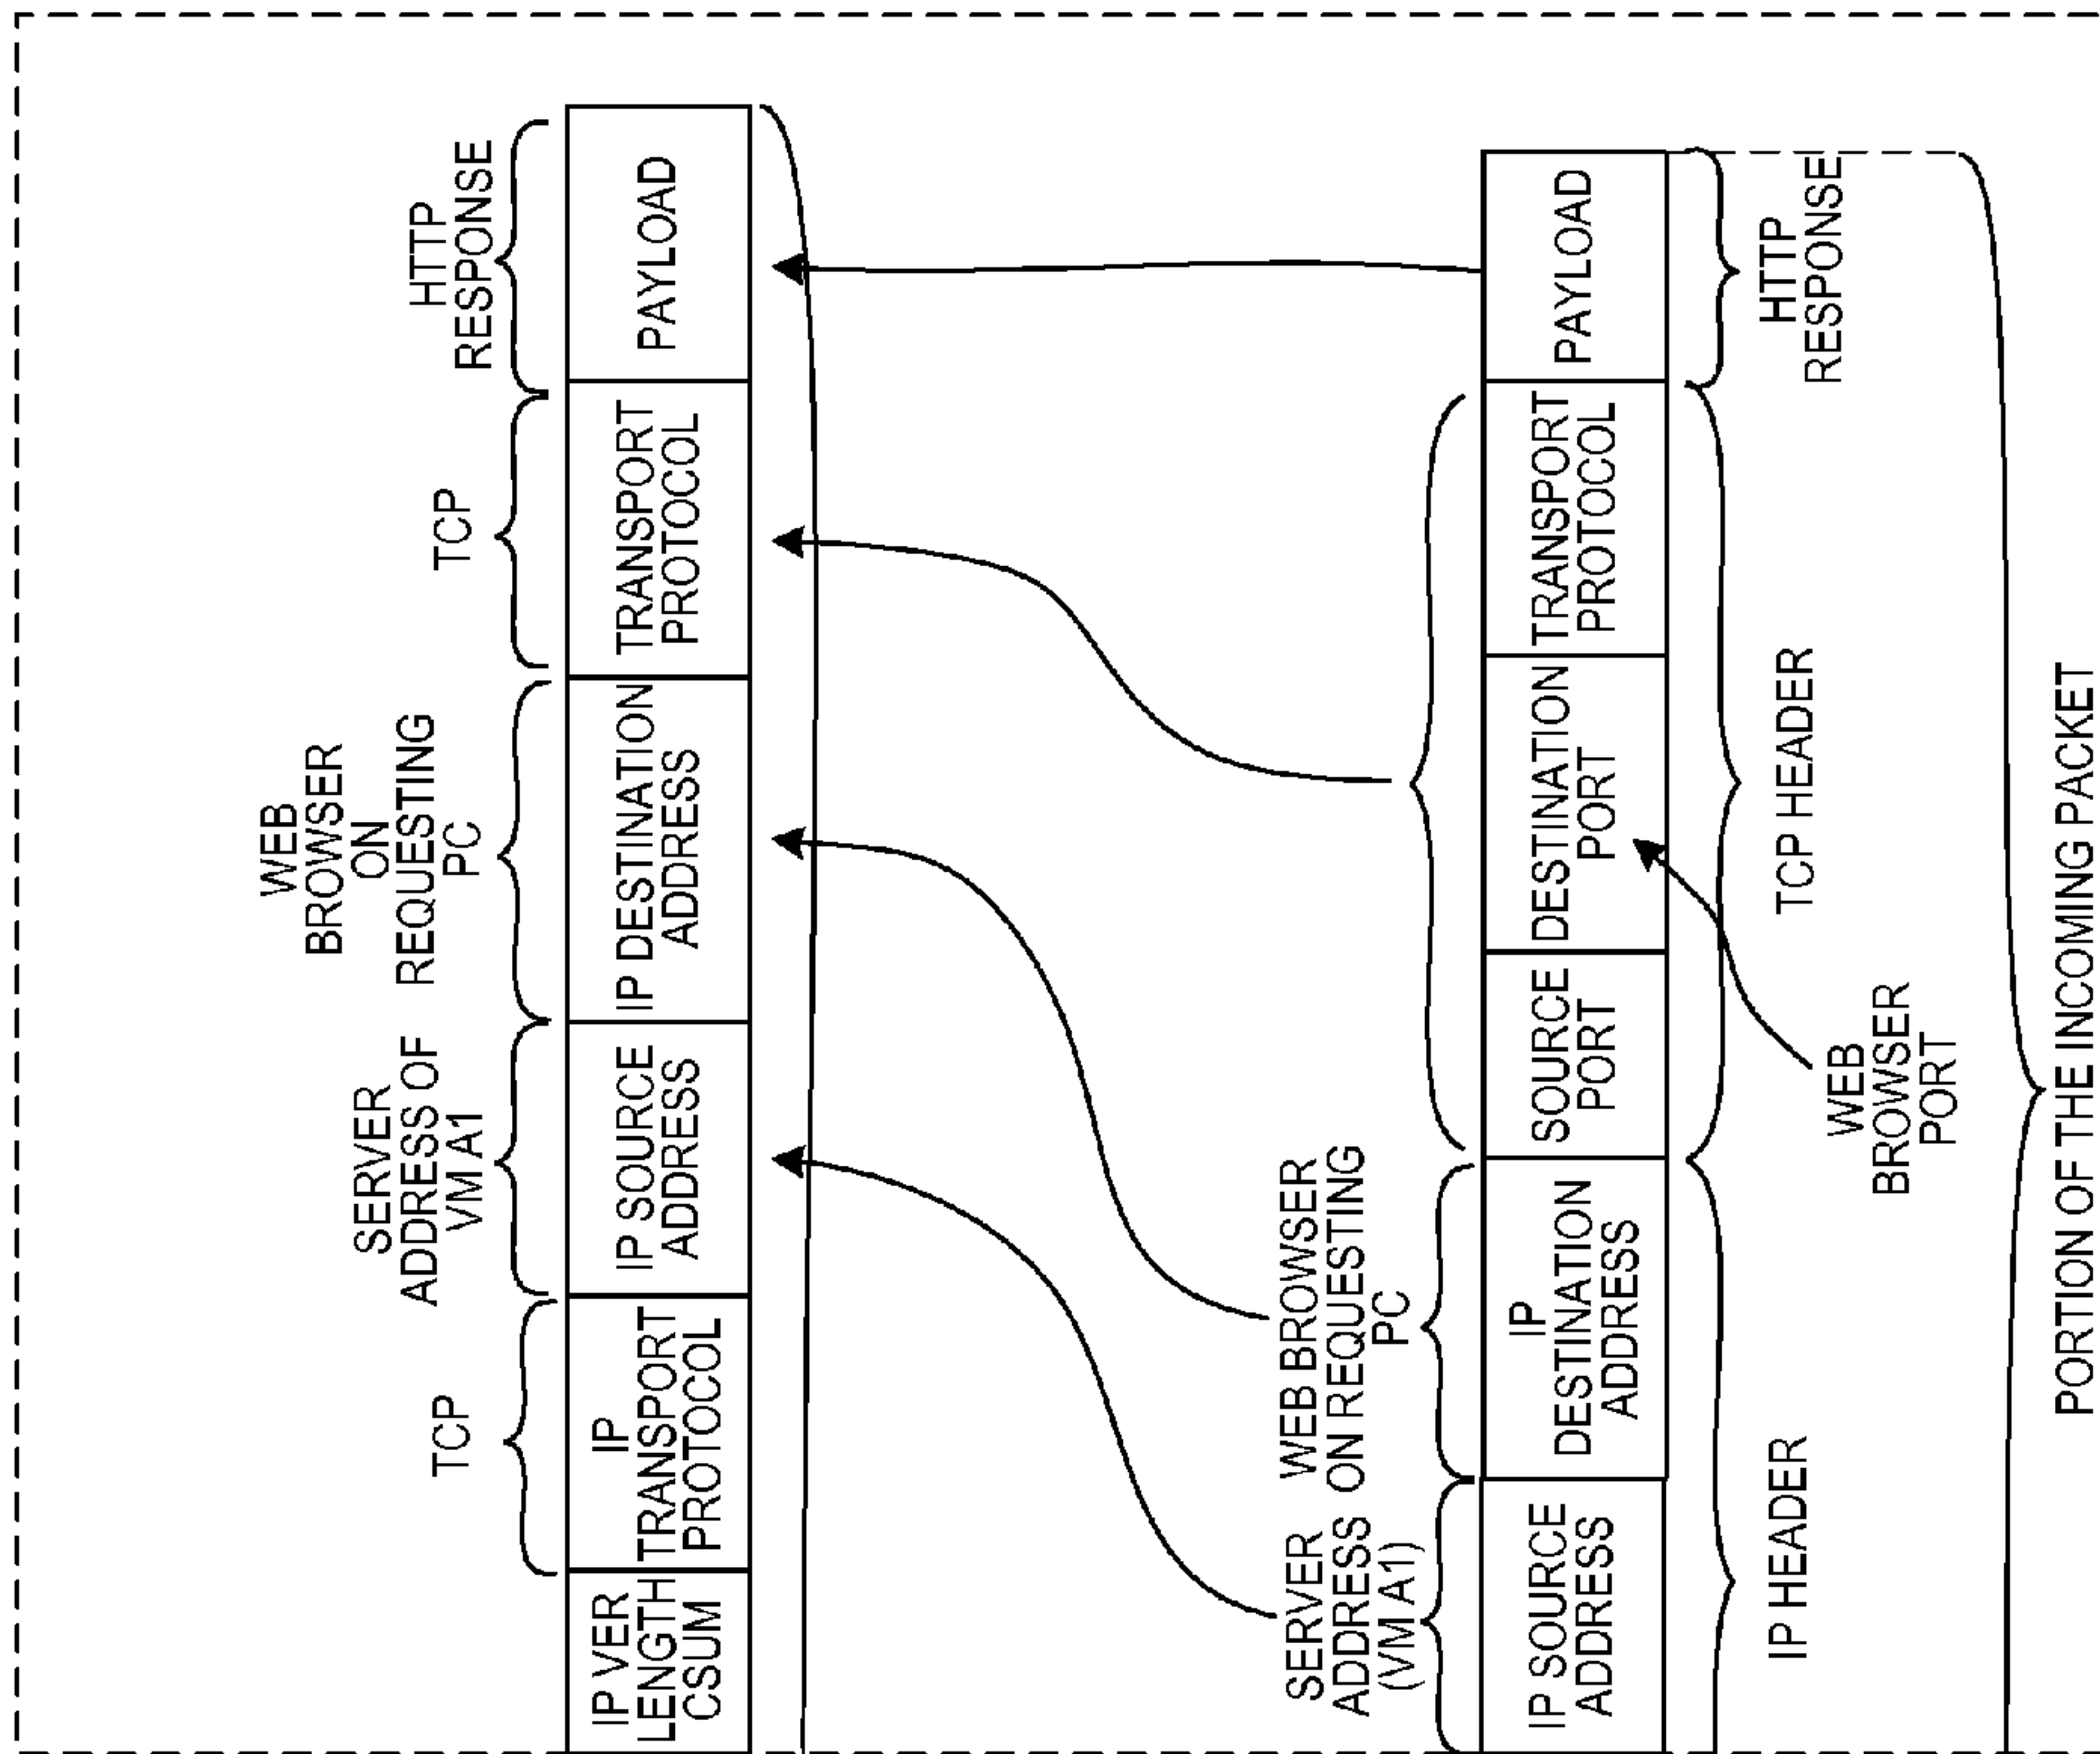 TCP
SERVER
ADDRESS OF
VM A1
WEB
BROWSER
ON
REQUESTING
PC
TCP
HTTP
RESPONSE
IP VER
LENGTH
CSUM
IP
TRANSPORT
PROTOCOL
IP SOURCE
ADDRESS
IP DESTINATION
ADDRESS
TRANSPORT
PROTOCOL
PAYLOAD
SERVER
ADDRESS
(VM A1)
WEB BROWSER
ON REQUESTING
PC
IP SOURCE
ADDRESS
IP
DESTINATION
ADDRESS
SOURCE
PORT
DESTINATION
PORT
TRANSPORT
PROTOCOL
PAYLOAD
IP HEADER
TCP HEADER
HTTP
RESPONSE
WEB
BROWSER
PORT
PORTION OF THE INCOMING PACKET